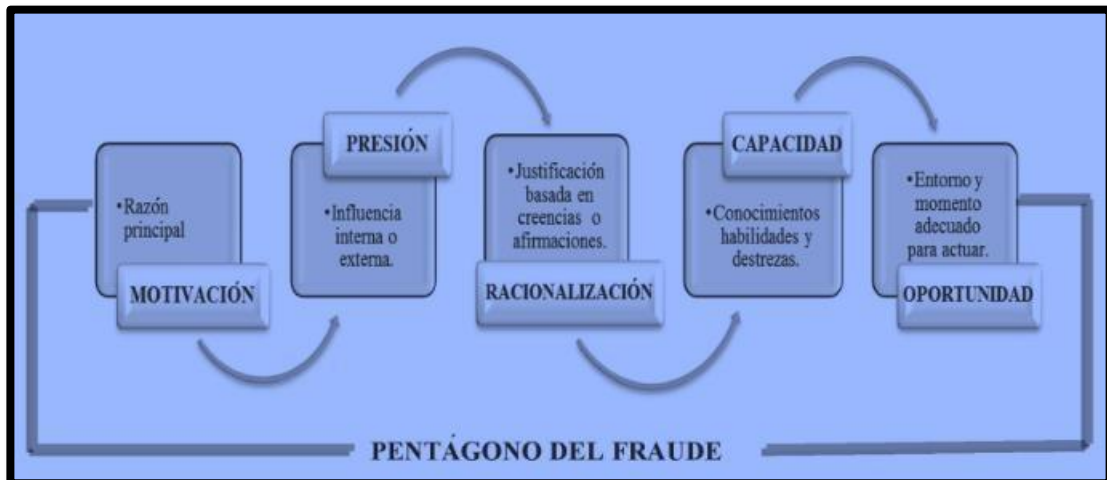 •Razón
principal
MOTIVACIÓN
PRESIÓN
•Influencia
interna o
externa.
•Justificación
basada en
creencias o
afirmaciones.
RACIONALIZACIÓN
CAPACIDAD
•Conocimientos
habilidades y
destrezas.
•Entorno y
momento
adecuado
para actuar.
OPORTUNIDAD
PENTÁGONO DEL FRAUDE